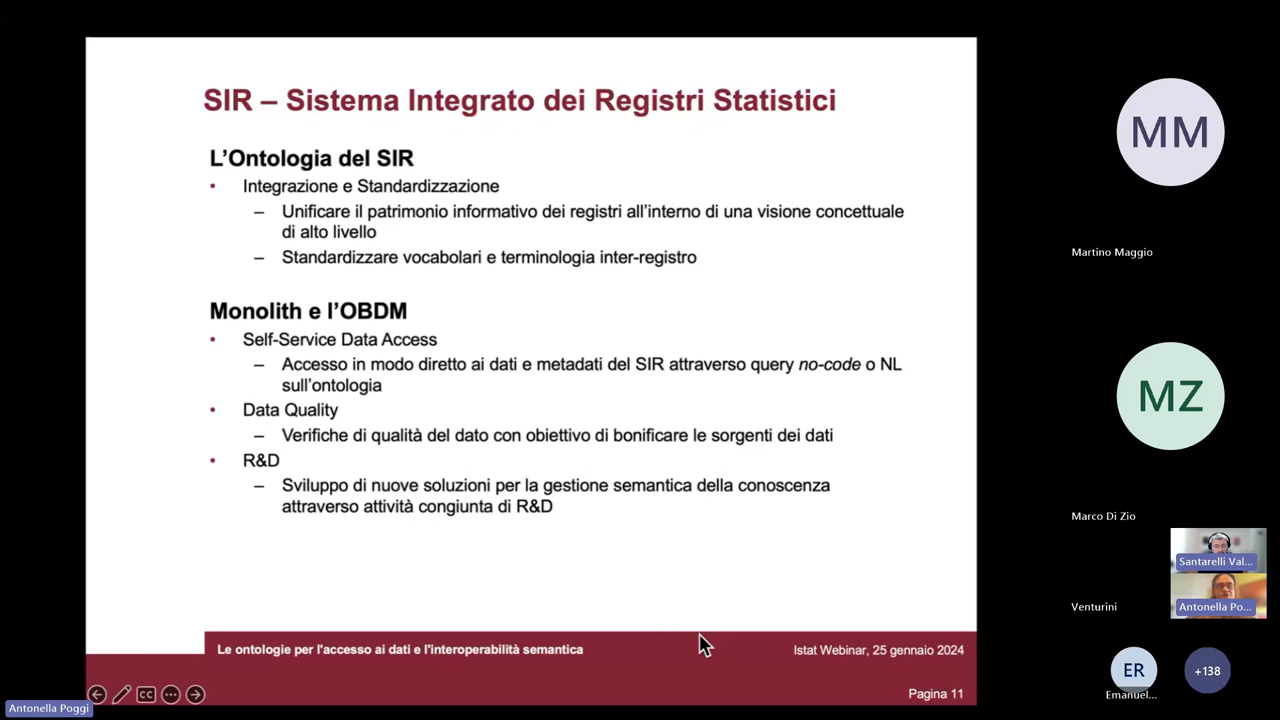 SIR – Sistema Integrato dei Registri Statistici
L'Ontologia del SIR
• Integrazione e Standardizzazione
– Unificare il patrimonio informativo dei registri all'interno di una visione concettuale
di alto livello
– Standardizzare vocabolari e terminologia inter-registro
Monolith e l'OBDM
• Self-Service Data Access
– Accesso in modo diretto ai dati e metadati del SIR attraverso query no-code o NL
sull'ontologia
• Data Quality
– Verifiche di qualità del dato con obiettivo di bonificare le sorgenti dei dati
• R&D
– Sviluppo di nuove soluzioni per la gestione semantica della conoscenza
attraverso attività congiunta di R&D
Le ontologie per l'accesso ai dati e l'interoperabilità semantica
Istat Webinar, 25 gennaio 2024
Pagina 11
CC
Antonella Poggi
MM
Martino Maggio
MZ
Marco Di Zio
Santarelli Val...
Venturini
Antonella Po...
ER
+138
Emanuel...